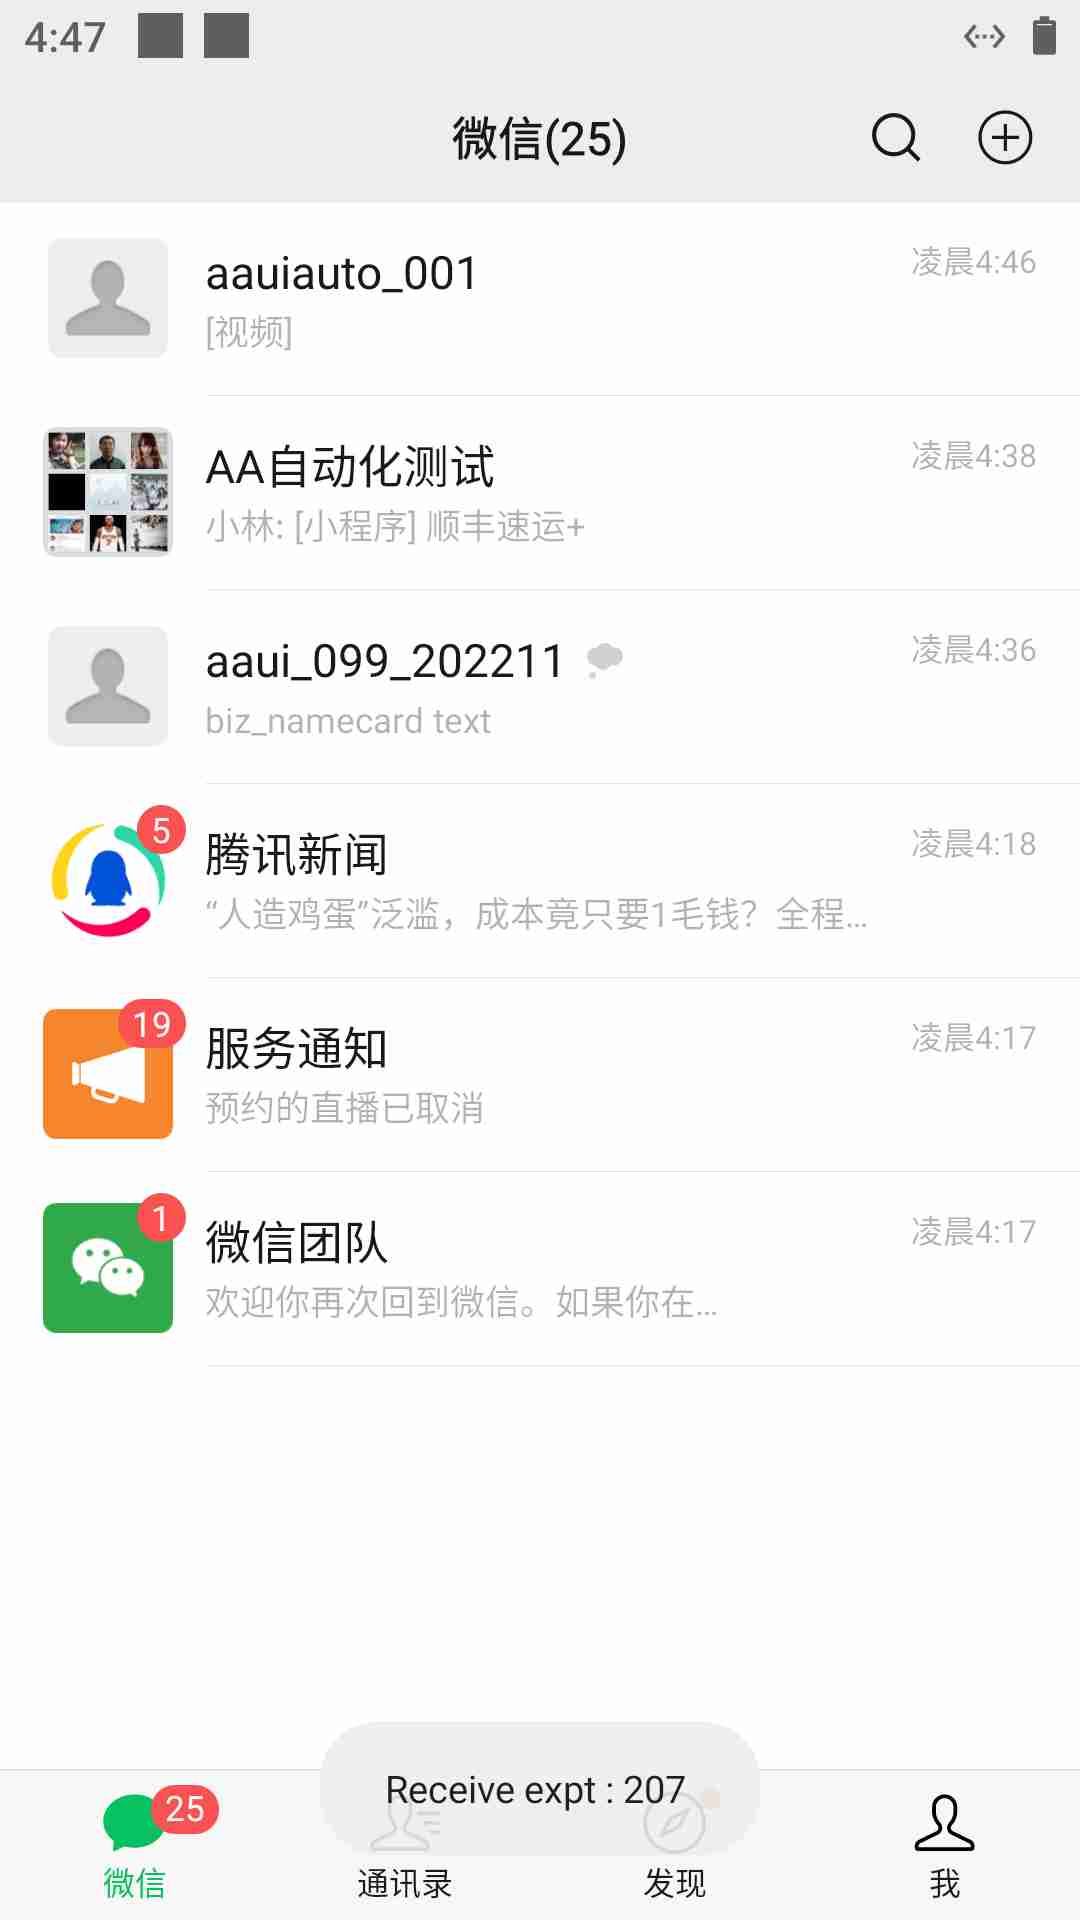 4:47
微信(25)
aauiauto_001
凌晨4:46
[视频]
AA自动化测试
凌晨4:38
小林: [小程序] 顺丰速运+
aaui_099_202211
凌晨4:36
biz_namecard text
5
腾讯新闻
凌晨4:18
“人造鸡蛋”泛滥，成本竟只要1毛钱？全程...
19
服务通知
凌晨4:17
预约的直播已取消
1
微信团队
凌晨4:17
欢迎你再次回到微信。如果你在...
Receive expt : 207
25
微信
通讯录
发现
我